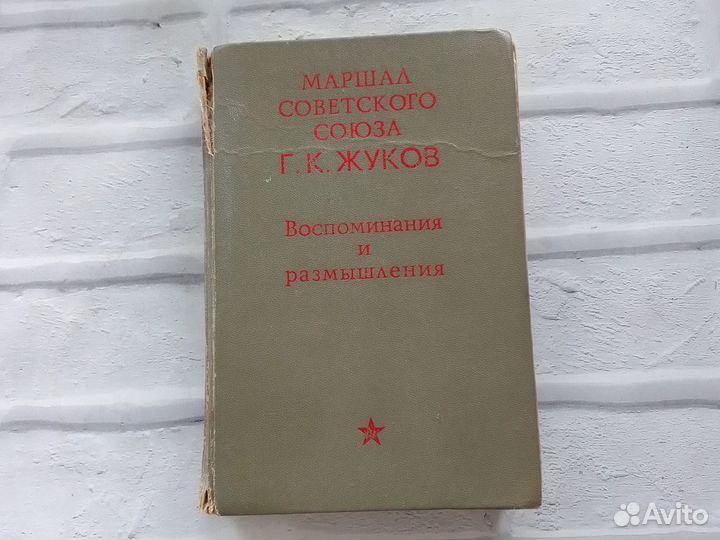 МАРШАЛ
СОВЕТСКОГО
СОЮЗА
Г. К. ЖУКОВ
Воспоминания
и
размышления
Avito